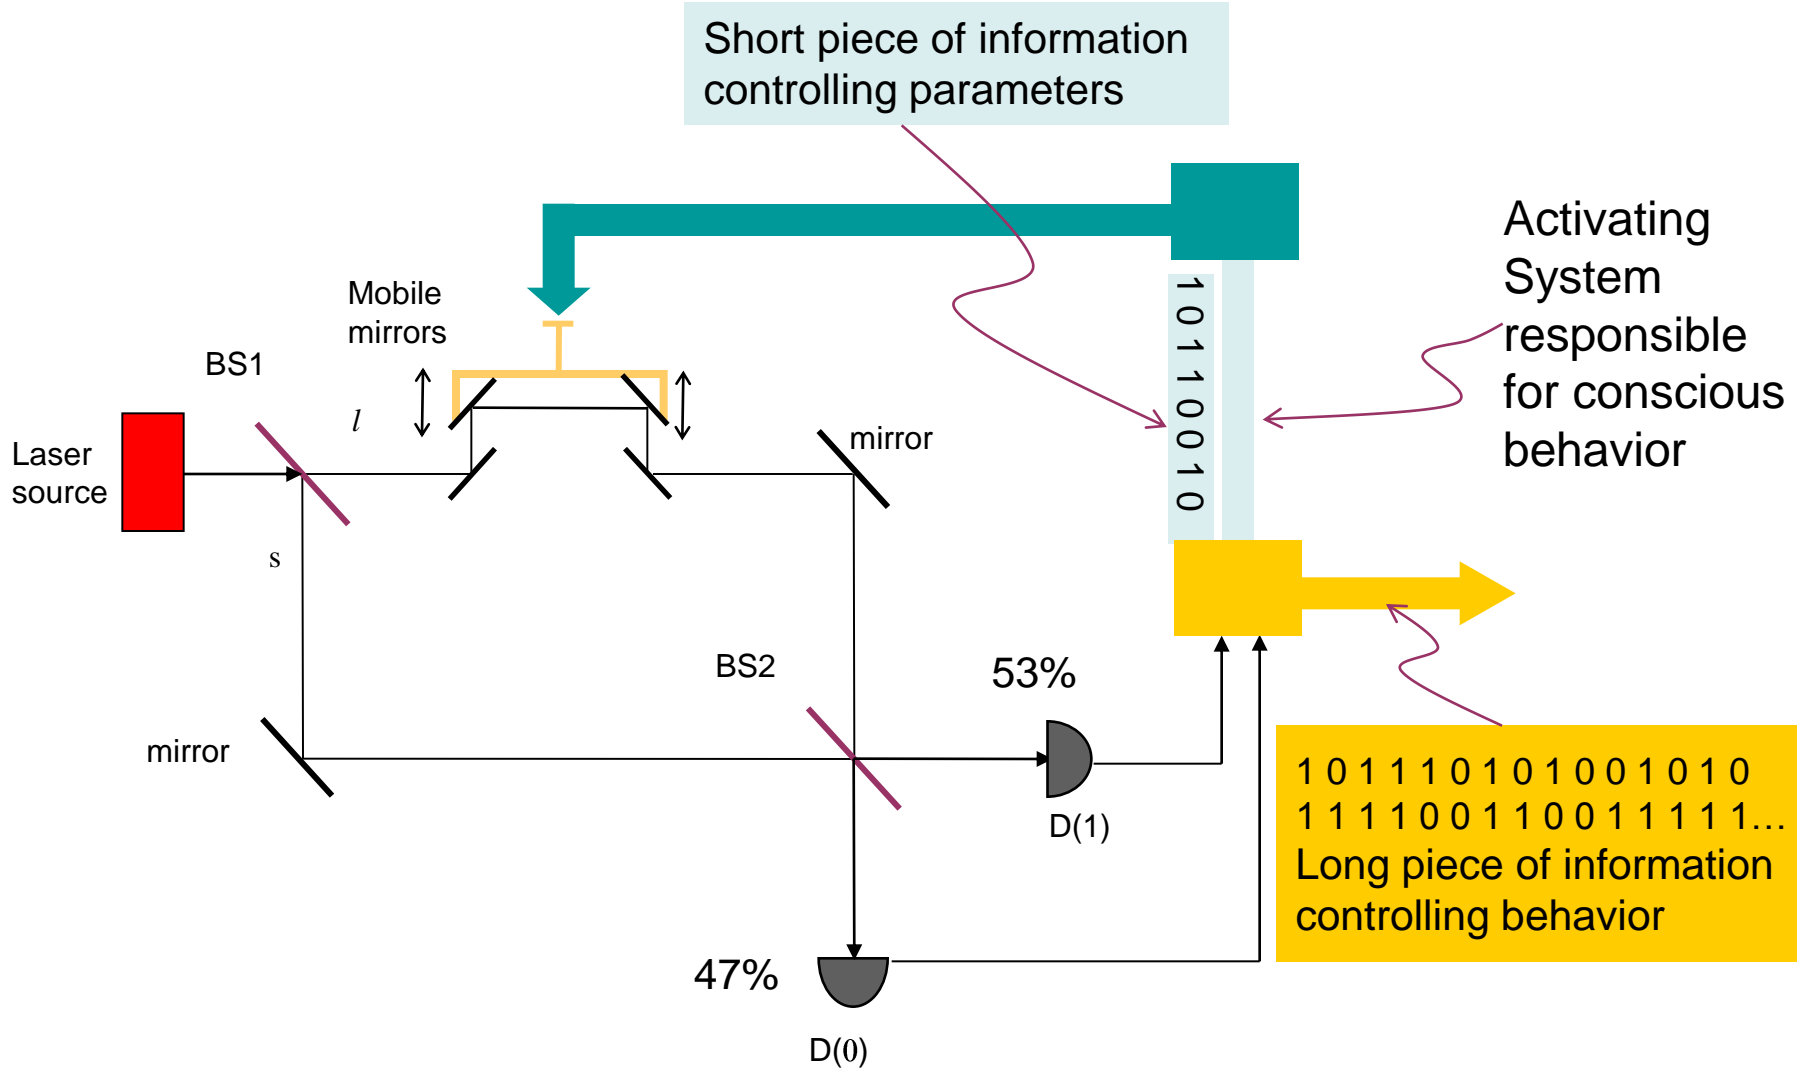 Short piece of information
controlling parameters
Activating
System
responsible
for conscious
behavior
1 0 1 1 0 0 1 0
Mobile
mirrors
BS1
l
mirror
Laser
source
s
BS2
53%
mirror
D(1)
1 0 1 1 1 0 1 0 1 0 0 1 0 1 0
1 1 1 1 0 0 1 1 0 0 1 1 1 1 1…
Long piece of information
controlling behavior
47%
D(0)